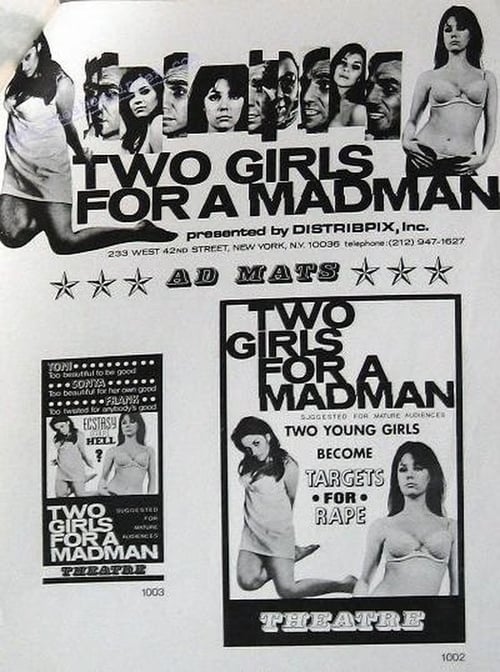 TWO GIRLS
FOR A MADMAN
presented by DISTRIBPIX, Inc.
233 WEST 42ND STREET, NEW YORK, N.Y. 10036 telephone: (212) 947-1627
AD MATS
TONI
Too beautiful to be good
SONYA
Too beautiful for her own good
FRANK
Too twisted for anybody's good
ECSTASY
HELL
?
TWO
GIRLS
FOR A
MADMAN
SUGGESTED
FOR
MATURE
AUDIENCES
THEATRE
1003
TWO
GIRLS
FOR A
MADMAN
SUGGESTED FOR MATURE AUDIENCES
TWO YOUNG GIRLS
BECOME
TARGETS
• FOR •
RAPE
THEATRE
1002